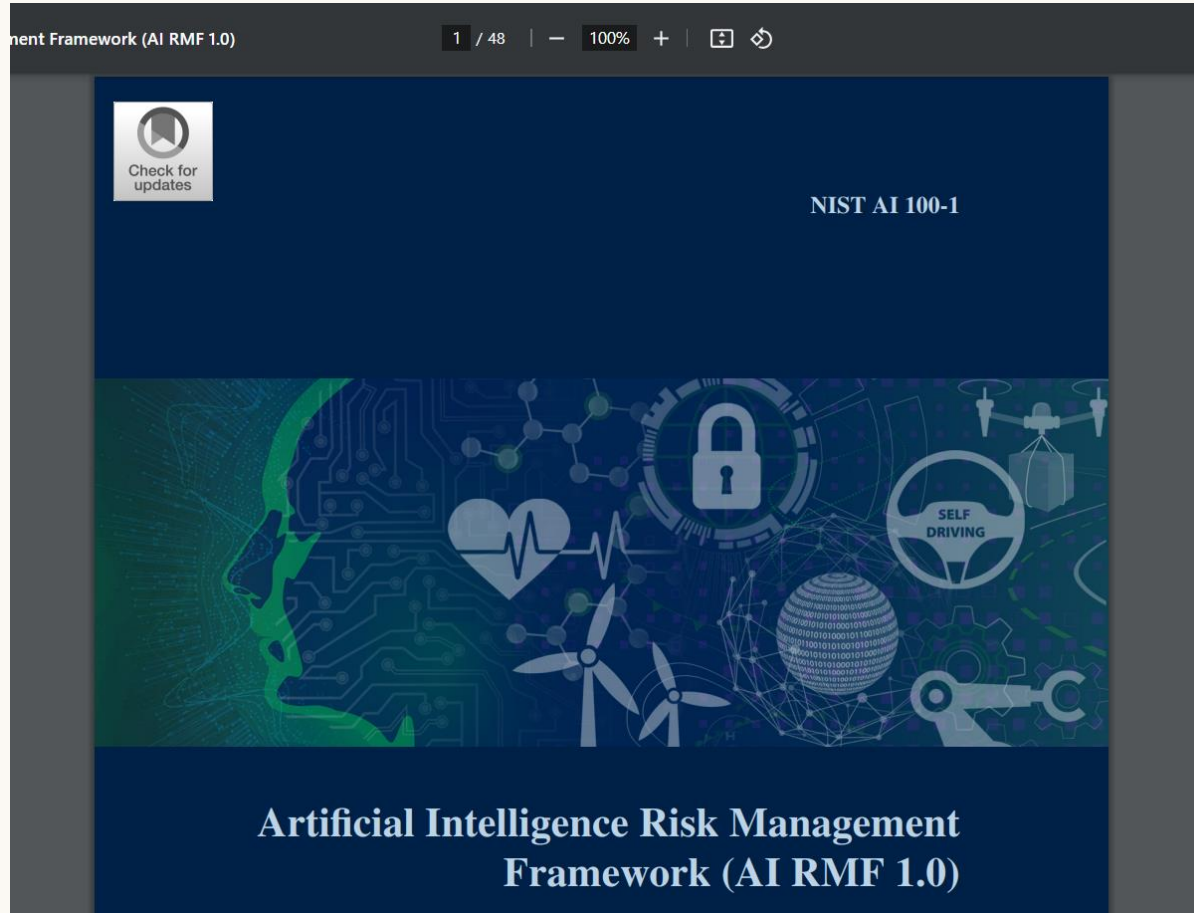 ment Framework (AI RMF 1.0)
1 / 48
100%
Check for
updates
NIST AI 100-1
SELF
DRIVING
Artificial Intelligence Risk Management
Framework (AI RMF 1.0)